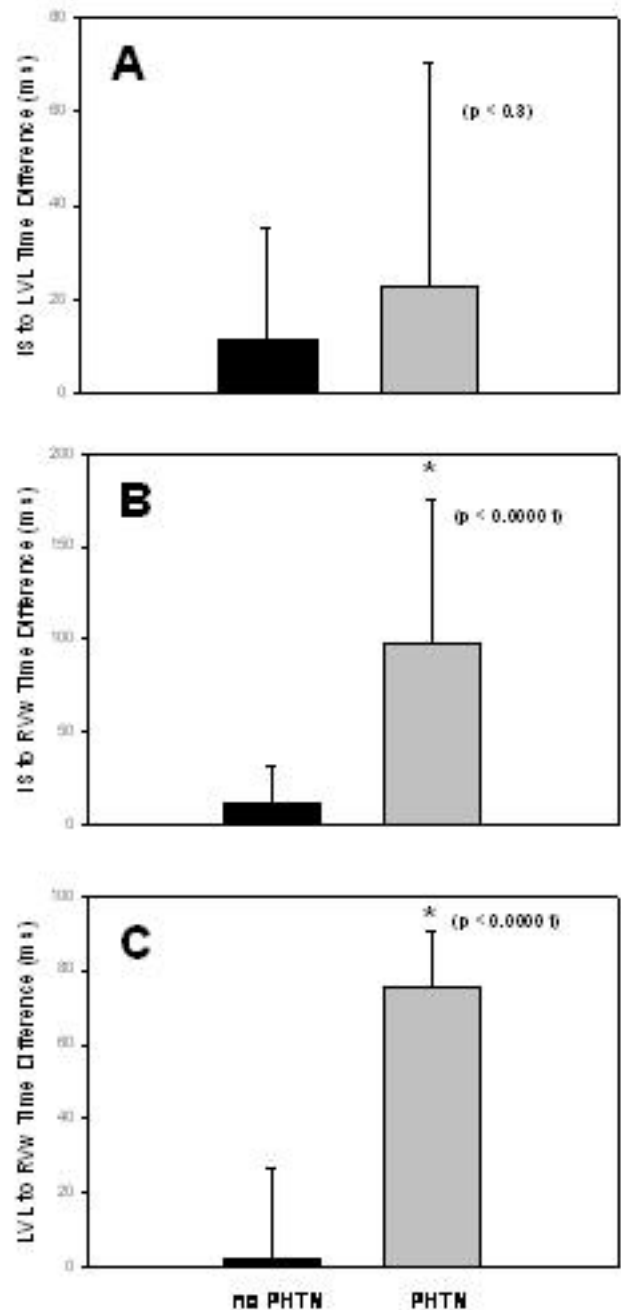 80
A
(p < 0.8)
60
40
20
0
IS to LVL Time Difference (ms)
200
B
*
(p < 0.00001)
150
100
50
0
IS to RVW Time Difference (ms)
100
C
*
(p < 0.00001)
80
60
40
20
0
LVL to RVW Time Difference (ms)
no PHTN PHTN